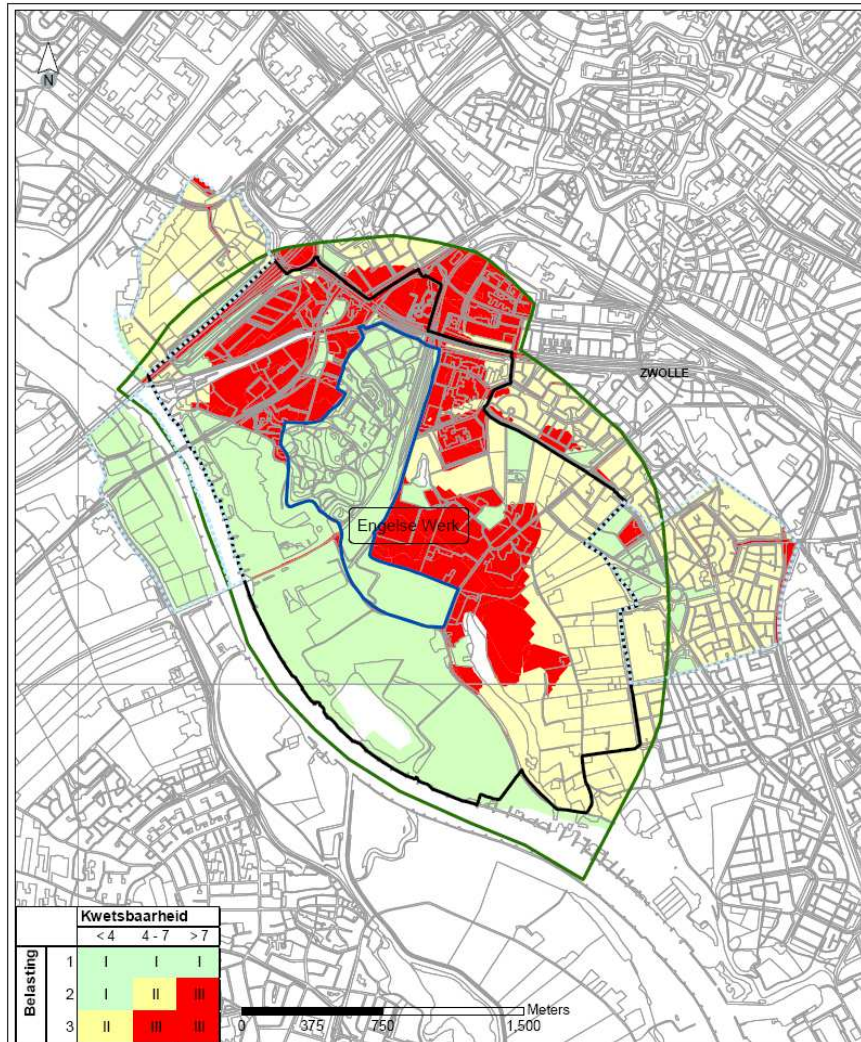 N
ZWOLLE
Engelse Werk
Kwetsbaarheid
< 4 4 - 7 > 7
Belasting
1 I I I
2 I II III
3 II III III
Meters
0 375 750 1.500